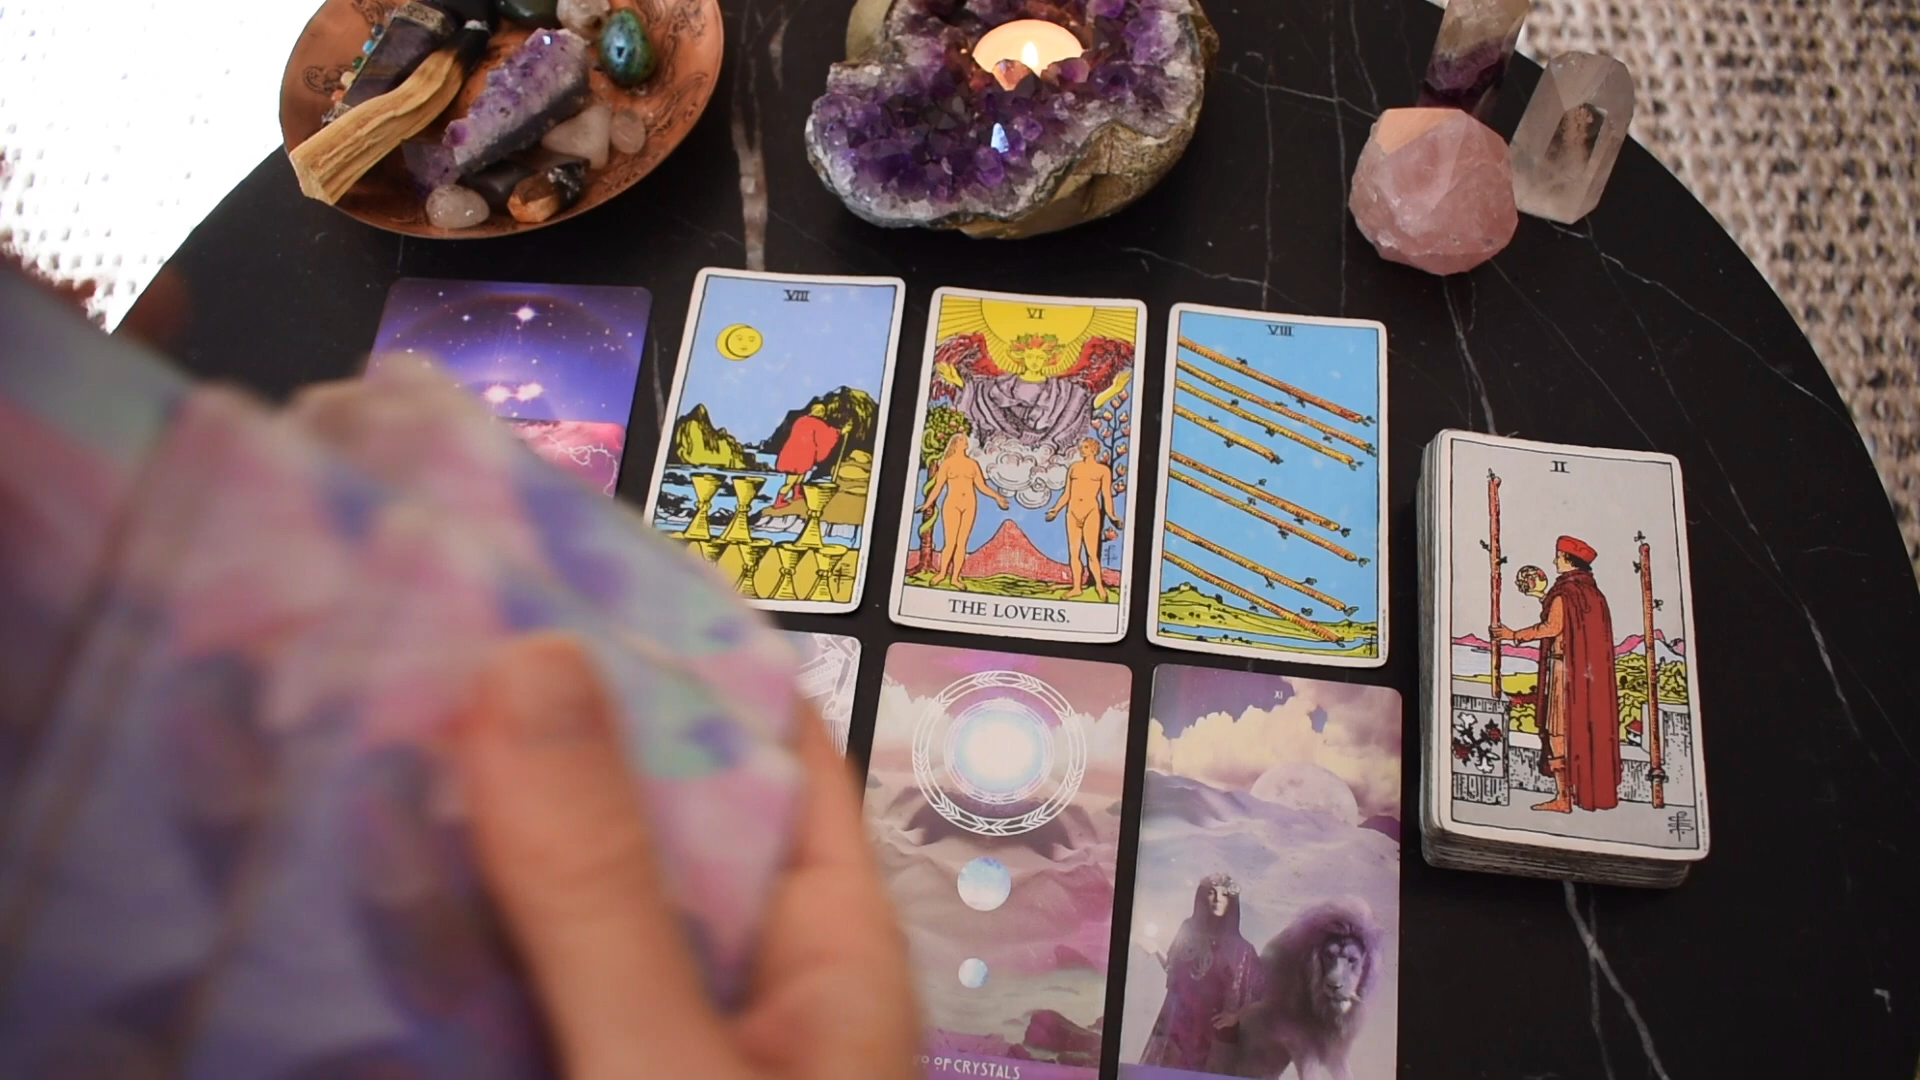 VIII
VI
VIII
THE LOVERS.
II
XI
OF CRYSTALS